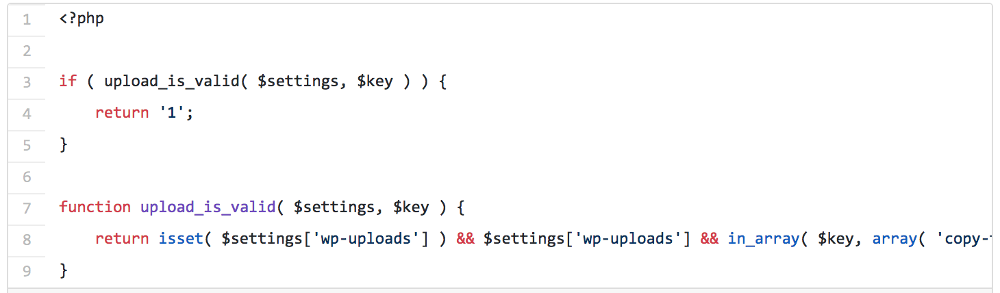 1 <?php
2
3 if ( upload_is_valid( $settings, $key ) ) {
4     return '1';
5 }
6
7 function upload_is_valid( $settings, $key ) {
8     return isset( $settings['wp-uploads'] ) && $settings['wp-uploads'] && in_array( $key, array( 'copy-
9 }